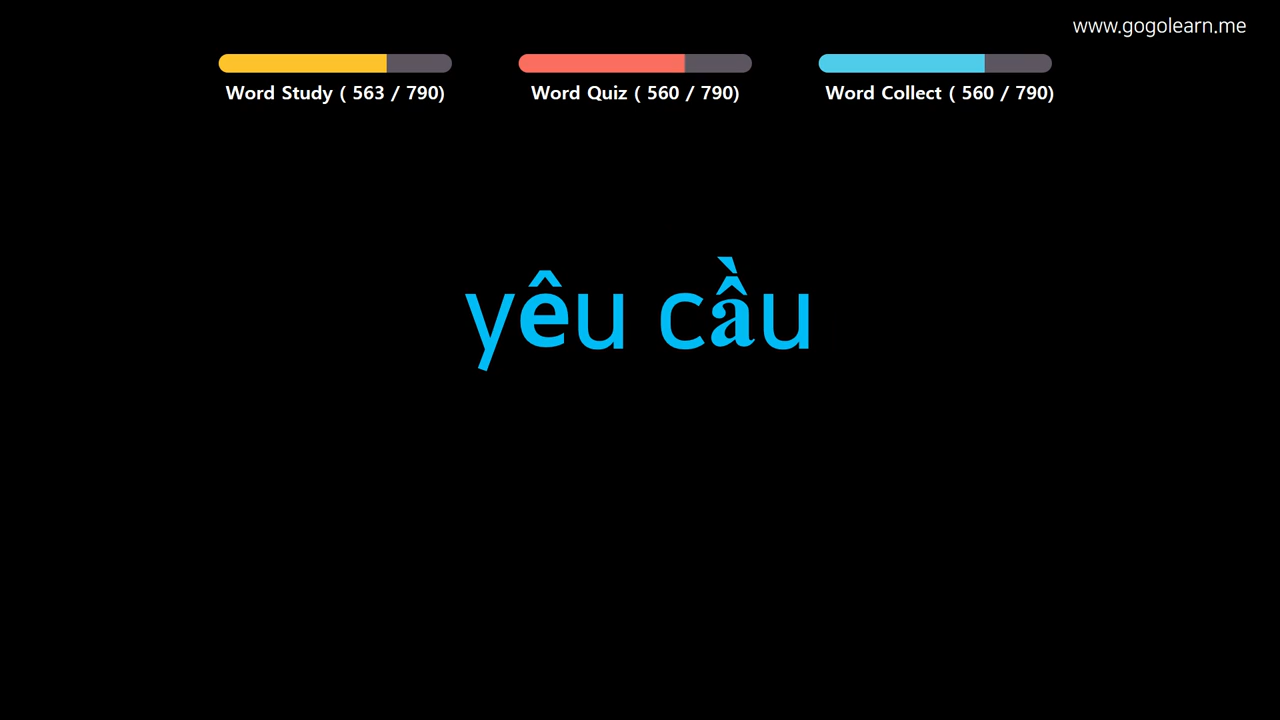 www.gogolearn.me
Word Study ( 563 / 790)
Word Quiz ( 560 / 790)
Word Collect ( 560 / 790)
yêu cầu